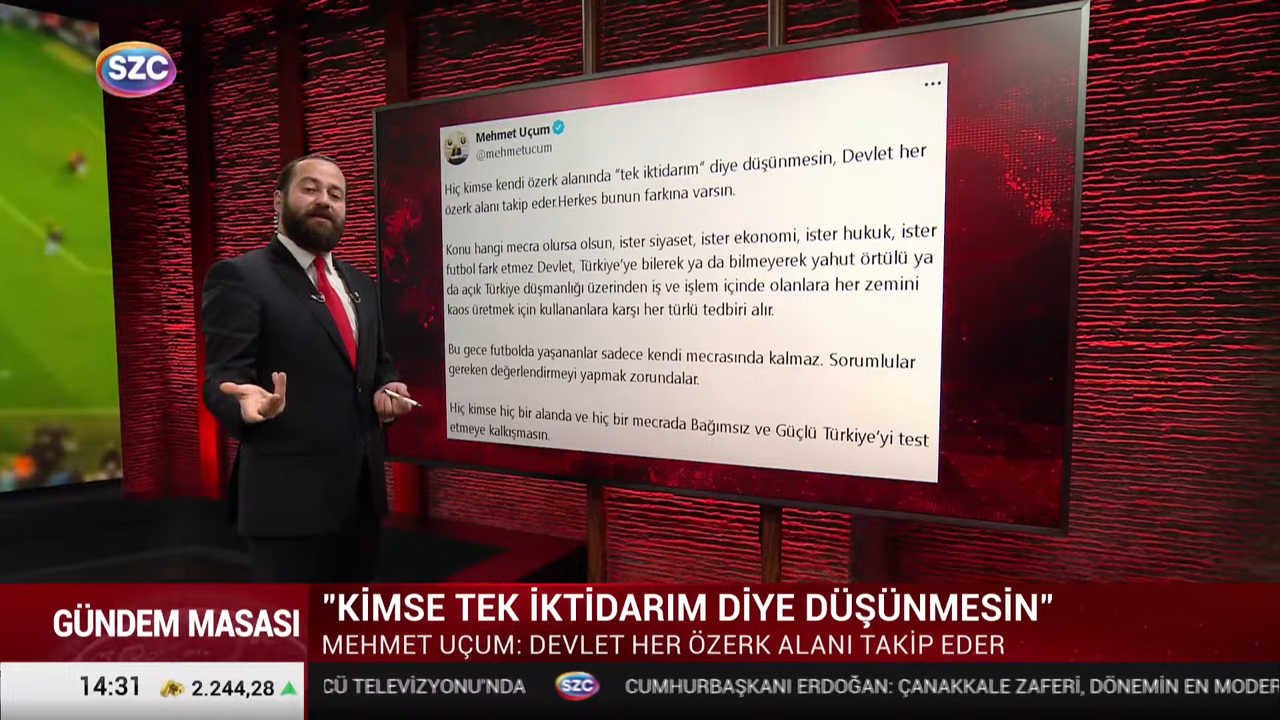 SZC
...
Mehmet Uçum
@mehmetucum
Hiç kimse kendi özerk alanında "tek iktidarım" diye düşünmesin, Devlet her
özerk alanı takip eder.Herkes bunun farkına varsın.
Konu hangi mecra olursa olsun, ister siyaset, ister ekonomi, ister hukuk, ister
futbol fark etmez Devlet, Türkiye'ye bilerek ya da bilmeyerek yahut örtülü ya
da açık Türkiye düşmanlığı üzerinden iş ve işlem içinde olanlara her zemini
kaos üretmek için kullananlara karşı her türlü tedbiri alır.
Bu gece futbolda yaşananlar sadece kendi mecrasında kalmaz. Sorumlular
gereken değerlendirmeyi yapmak zorundalar.
Hiç kimse hiç bir alanda ve hiç bir mecrada Bağımsız ve Güçlü Türkiye'yi test
etmeye kalkışmasın.
GÜNDEM MASASI
"KİMSE TEK İKTİDARIM DİYE DÜŞÜNMESİN"
MEHMET UÇUM: DEVLET HER ÖZERK ALANI TAKİP EDER
14:31 2.244,28 CÜ TELEVİZYONU"NDA SZC CUMHURBAŞKANI ERDOĞAN: ÇANAKKALE ZAFERİ, DÖNEMİN EN MODER